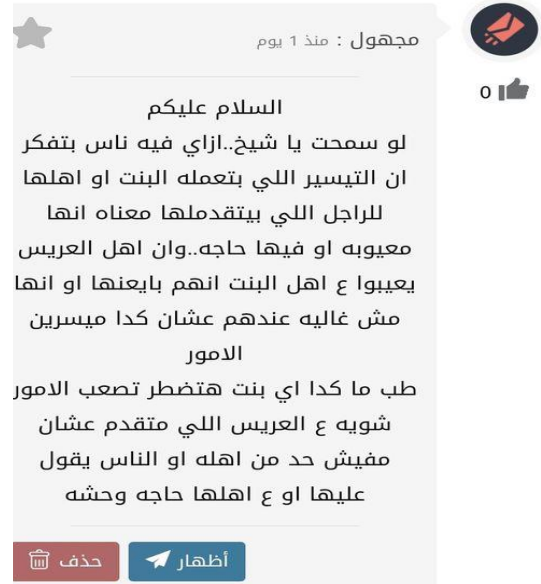 مجهول : منذ 1 يوم
0
السلام عليكم
لو سمحت يا شيخ..ازاي فيه ناس بتفكر
ان التيسير اللي بتعمله البنت او اهلها
للراجل اللي بيتقدملها معناه انها
معيوبه او فيها حاجه..وان اهل العريس
يعيبوا ع اهل البنت انهم بايعنها او انها
مش غاليه عندهم عشان كدا ميسرين
الامور
طب ما كدا اي بنت هتضطر تصعب الامور
شويه ع العريس اللي متقدم عشان
مفيش حد من اهله او الناس يقول
عليها او ع اهلها حاجه وحشه
أظهار
حذف